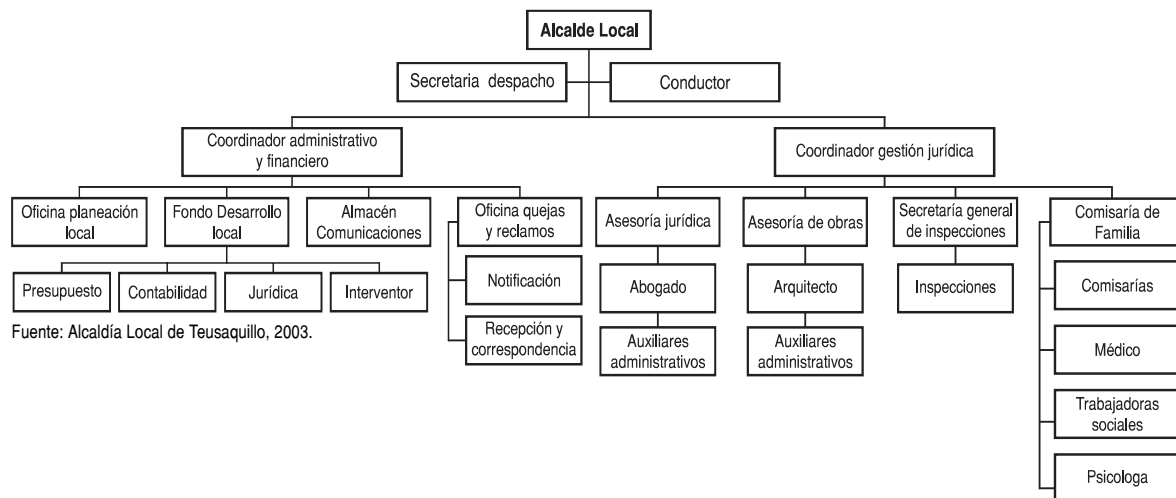 Alcalde Local
Secretaria despacho
Conductor
Coordinador administrativo
y financiero
Coordinador gestión jurídica
Oficina planeación
local
Fondo Desarrollo
local
Almacén
Comunicaciones
Oficina quejas
y reclamos
Asesoría jurídica
Asesoría de obras
Secretaría general
de inspecciones
Comisaría de
Familia
Presupuesto
Contabilidad
Jurídica
Interventor
Notificación
Abogado
Arquitecto
Inspecciones
Comisarías
Fuente: Alcaldía Local de Teusaquillo, 2003.
Recepción y
correspondencia
Auxiliares
administrativos
Auxiliares
administrativos
Médico
Trabajadoras
sociales
Psicologa